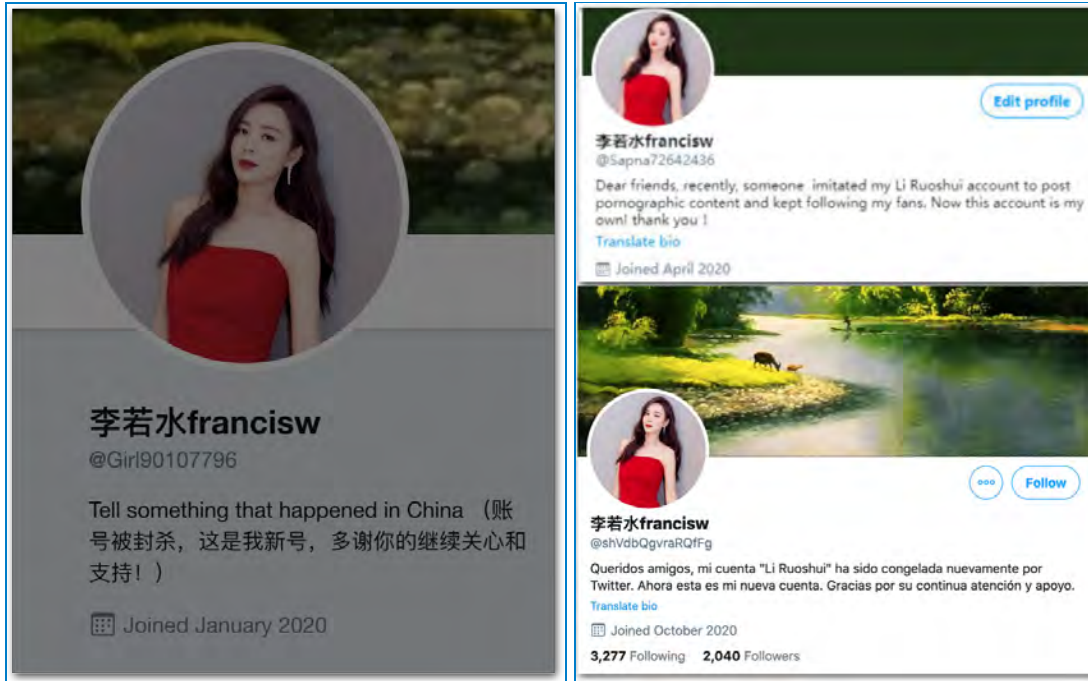 李若水francisw
@Girl90107796
Tell something that happened in China （账
号被封杀，这是我新号，多谢你的继续关心和
支持！）
Joined January 2020
Edit profile
李若水francisw
@Sapna72642436
Dear friends, recently, someone imitated my Li Ruoshui account to post
pornographic content and kept following my fans. Now this account is my
own! thank you !
Translate bio
Joined April 2020
Follow
李若水francisw
@shVdbQgvraRQfFg
Queridos amigos, mi cuenta "Li Ruoshui" ha sido congelada nuevamente por
Twitter. Ahora esta es mi nueva cuenta. Gracias por su continua atención y apoyo.
Translate bio
Joined October 2020
3,277 Following 2,040 Followers